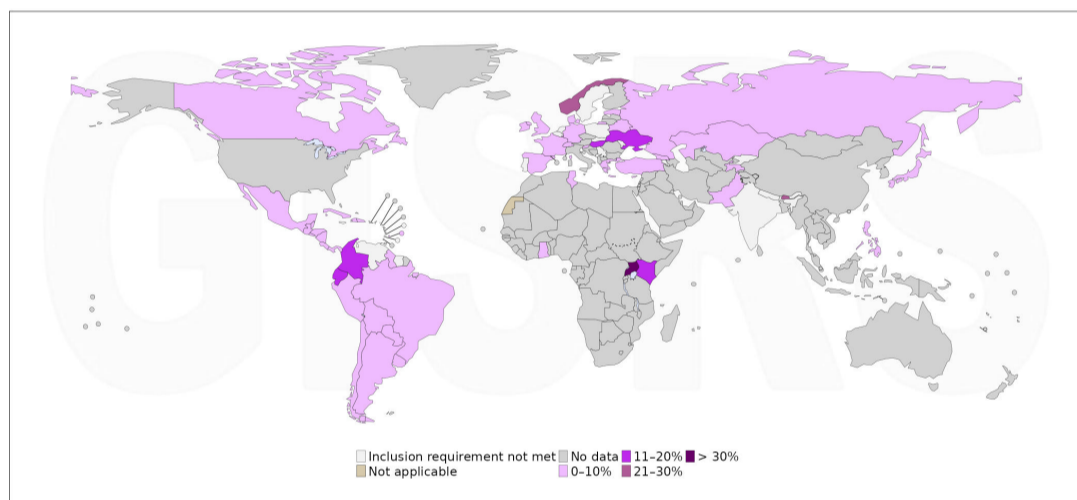 GISRS
Inclusion requirement not met No data 11–20% > 30%
Not applicable 0–10% 21–30%